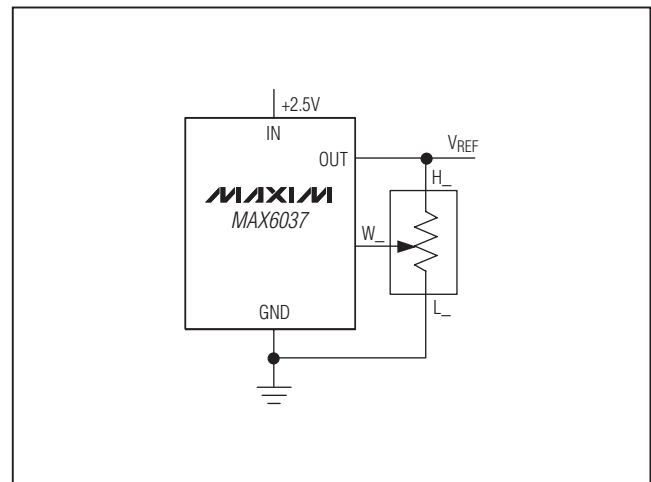 +2.5V
IN
OUT
VREF
H_
MAXIM
MAX6037
W_
L_
GND